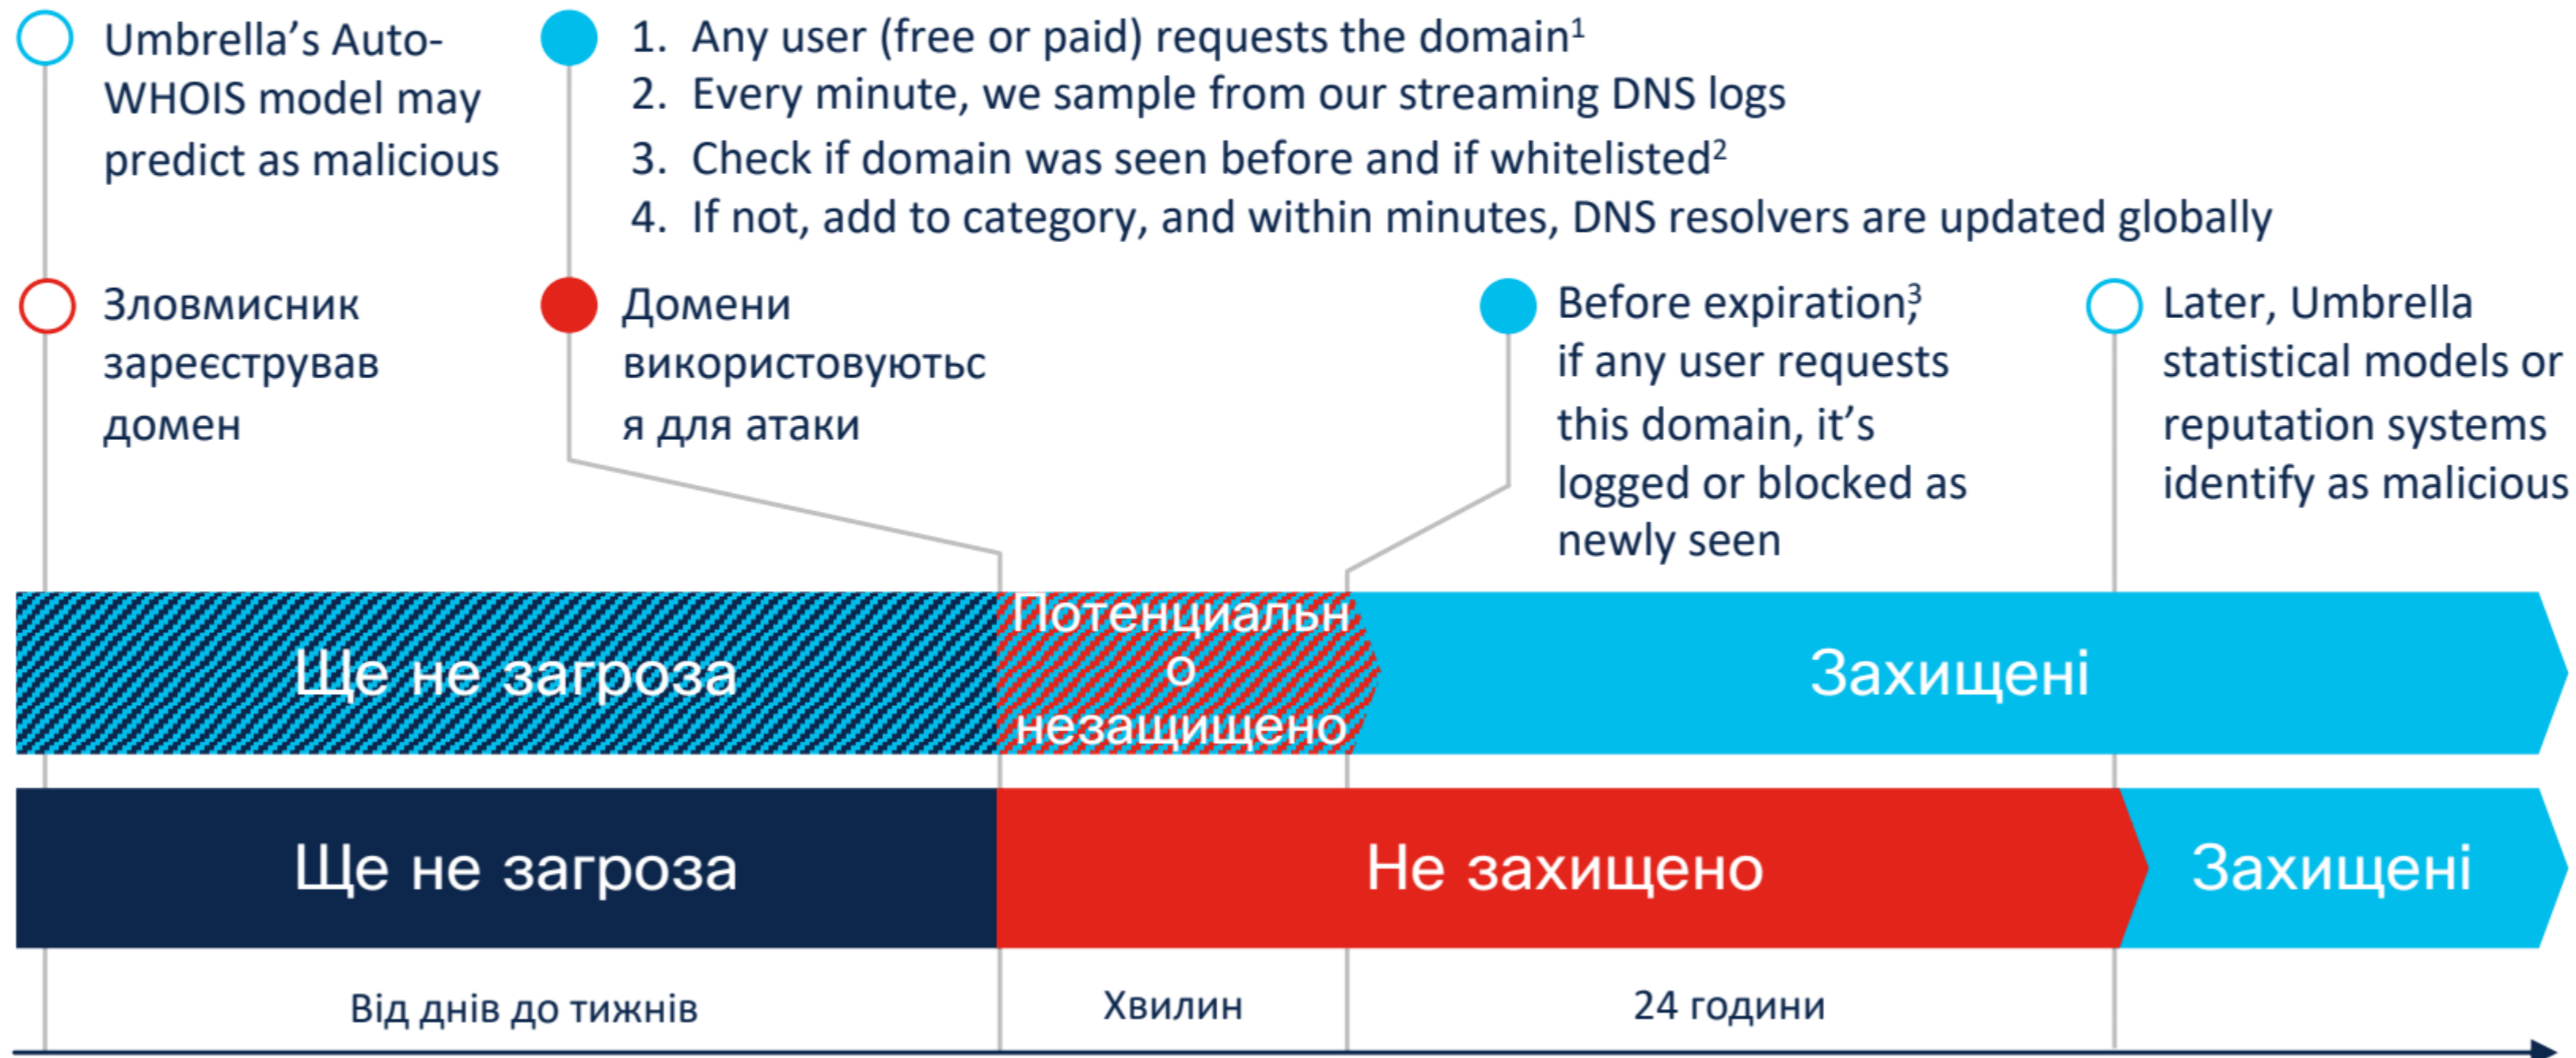 Umbrella’s Auto-
WHOIS model may
predict as malicious
1. Any user (free or paid) requests the domain¹
2. Every minute, we sample from our streaming DNS logs
3. Check if domain was seen before and if whitelisted²
4. If not, add to category, and within minutes, DNS resolvers are updated globally
Зловмисник
зареєстрував
домен
Домени
використовуютьс
я для атаки
Before expiration³,
if any user requests
this domain, it’s
logged or blocked as
newly seen
Later, Umbrella
statistical models or
reputation systems
identify as malicious
Ще не загроза
Потенциальн
о
незащищено
Захищені
Ще не загроза
Не захищено
Захищені
Від днів до тижнів
Хвилин
24 години